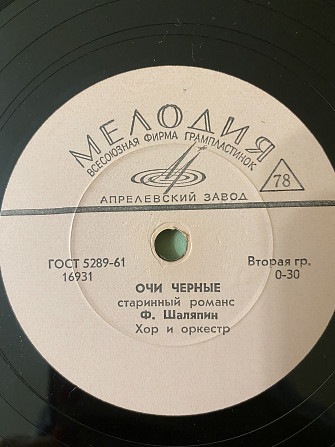 МЕЛОДИЯ
ВСЕСОЮЗНАЯ ФИРМА ГРАМПЛАСТИНОК
78
АПРЕЛЕВСКИЙ ЗАВОД
ГОСТ 5289-61
16931
Вторая гр.
0-30
ОЧИ ЧЕРНЫЕ
старинный романс
Ф. Шаляпин
Хор и оркестр